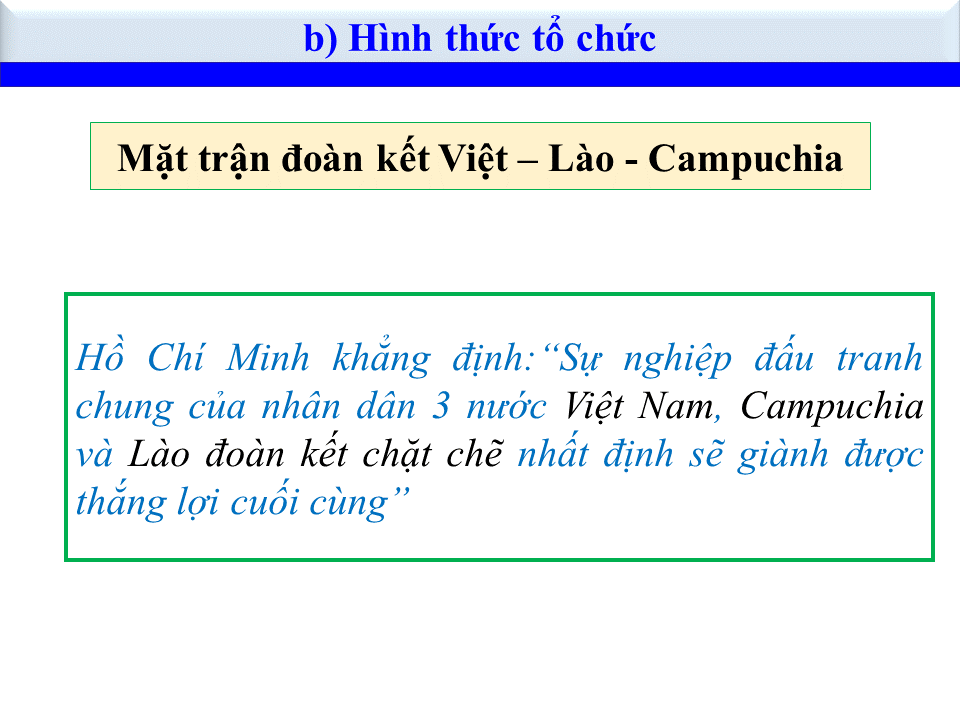 b) Hình thức tổ chức
Mặt trận đoàn kết Việt – Lào - Campuchia
Hồ Chí Minh khẳng định:“Sự nghiệp đấu tranh
chung của nhân dân 3 nước Việt Nam, Campuchia
và Lào đoàn kết chặt chẽ nhất định sẽ giành được
thắng lợi cuối cùng”